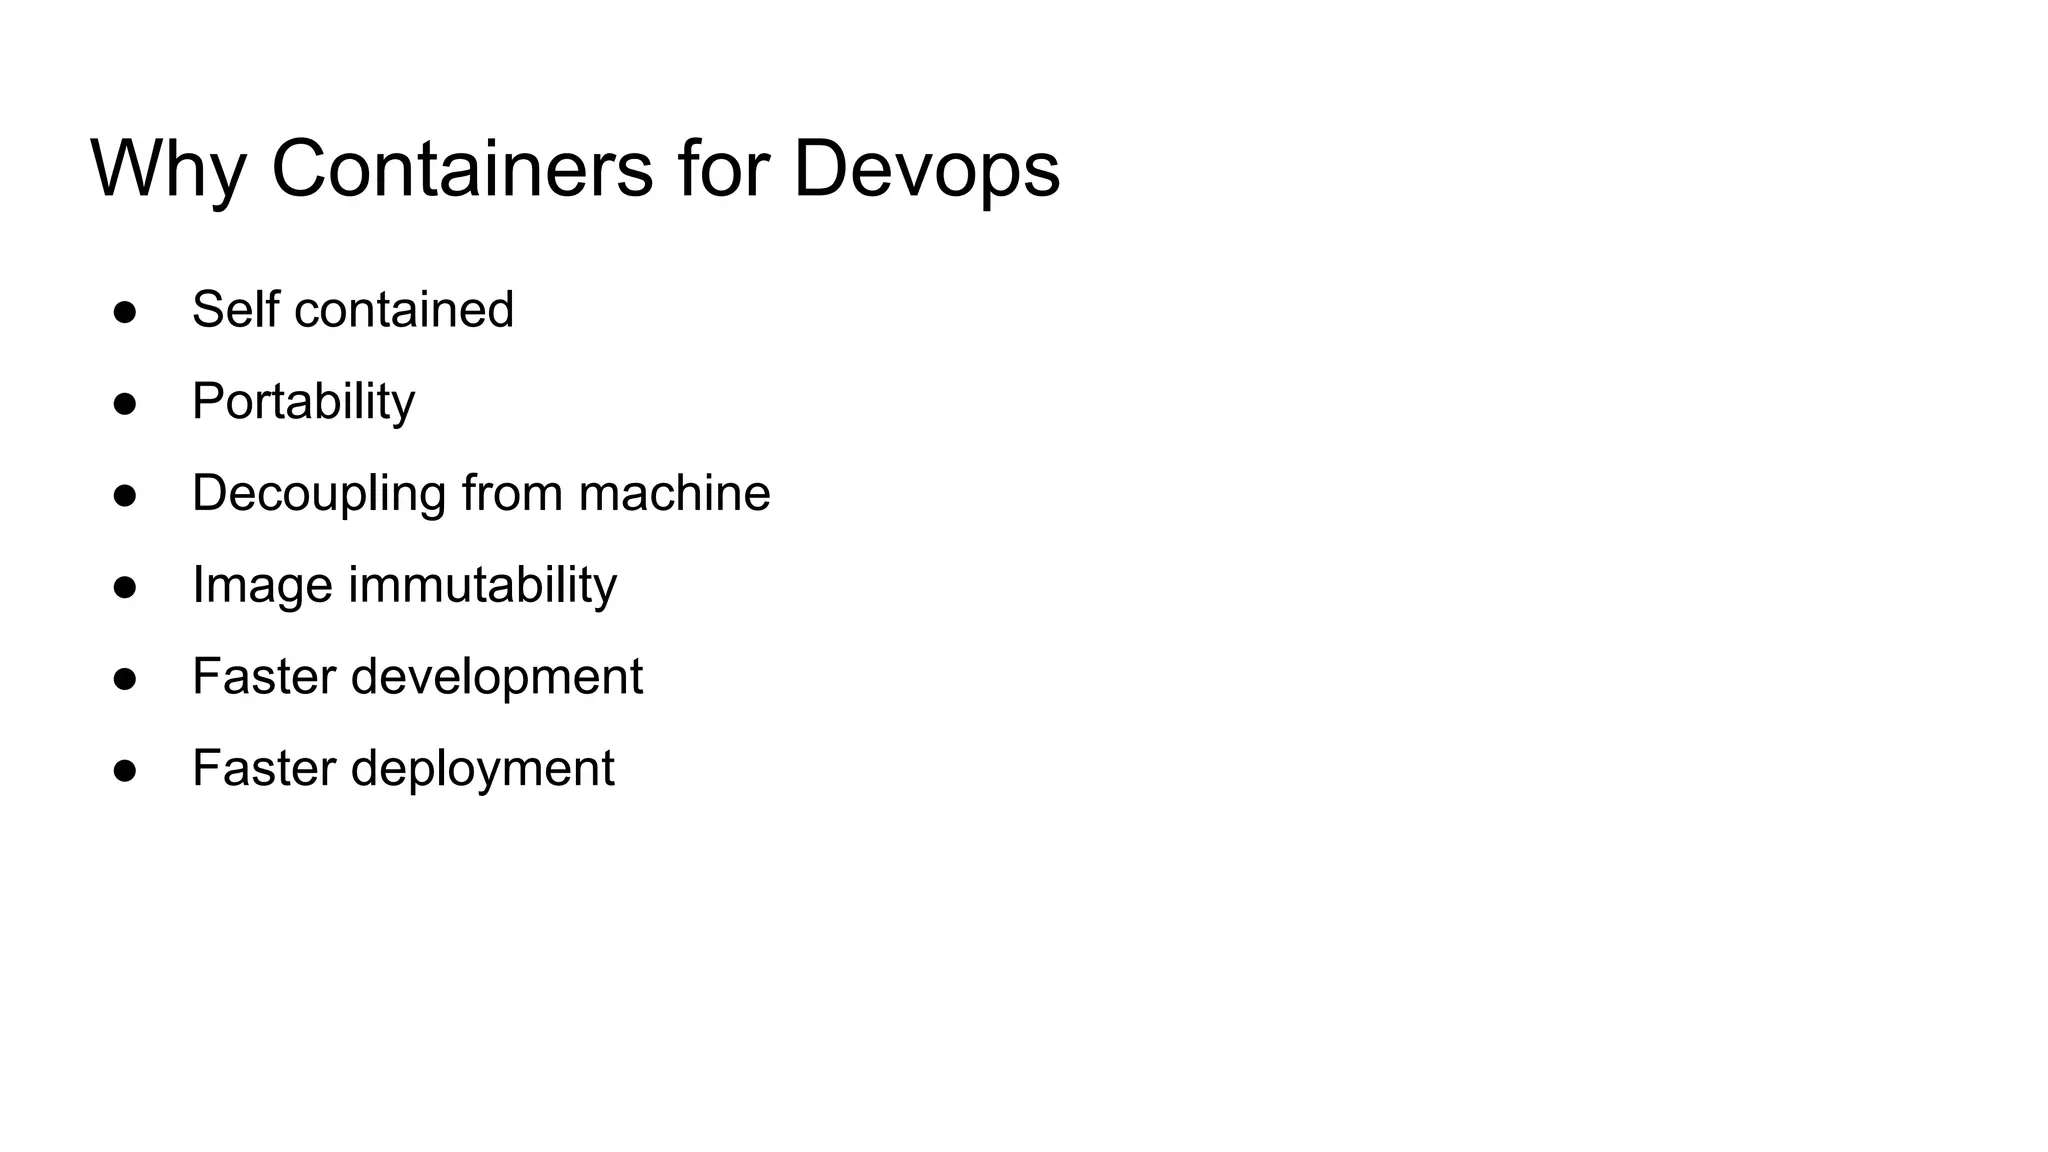 Why Containers for Devops
● Self contained
● Portability
● Decoupling from machine
● Image immutability
● Faster development
● Faster deployment